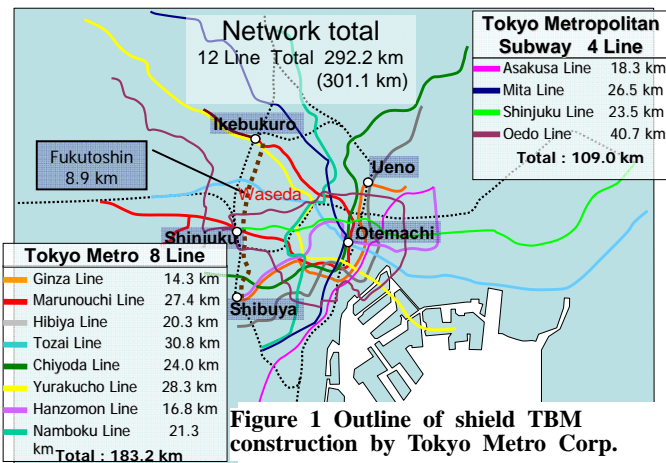 Network total
12 Line Total 292.2 km
(301.1 km)
Tokyo Metropolitan
Subway 4 Line
Asakusa Line 18.3 km
Mita Line 26.5 km
Shinjuku Line 23.5 km
Oedo Line 40.7 km
Total : 109.0 km
Ikebukuro
Fukutoshin
8.9 km
Ueno
Waseda
Shinjuku
Otemachi
Shibuya
Tokyo Metro 8 Line
Ginza Line 14.3 km
Marunouchi Line 27.4 km
Hibiya Line 20.3 km
Tozai Line 30.8 km
Chiyoda Line 24.0 km
Yurakucho Line 28.3 km
Hanzomon Line 16.8 km
Namboku Line 21.3
km
Total : 183.2 km
Figure 1 Outline of shield TBM
construction by Tokyo Metro Corp.